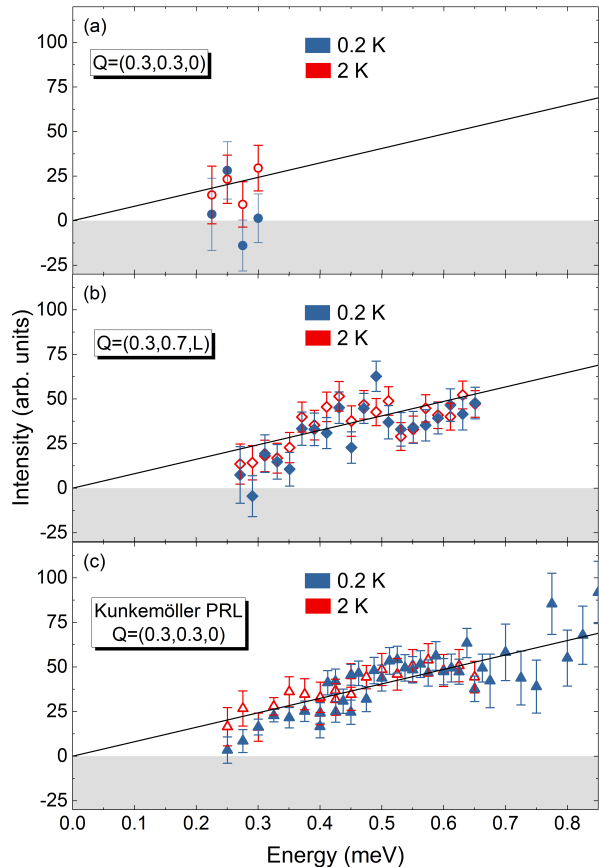 (a)
Q=(0.3,0.3,0)
0.2 K
2 K
100
75
50
25
0
-25
(b)
Q=(0.3,0.7,L)
0.2 K
2 K
100
75
50
25
0
-25
Intensity (arb. units)
(c)
Kunkemöller PRL
Q=(0.3,0.3,0)
0.2 K
2 K
100
75
50
25
0
-25
0.0 0.1 0.2 0.3 0.4 0.5 0.6 0.7 0.8
Energy (meV)